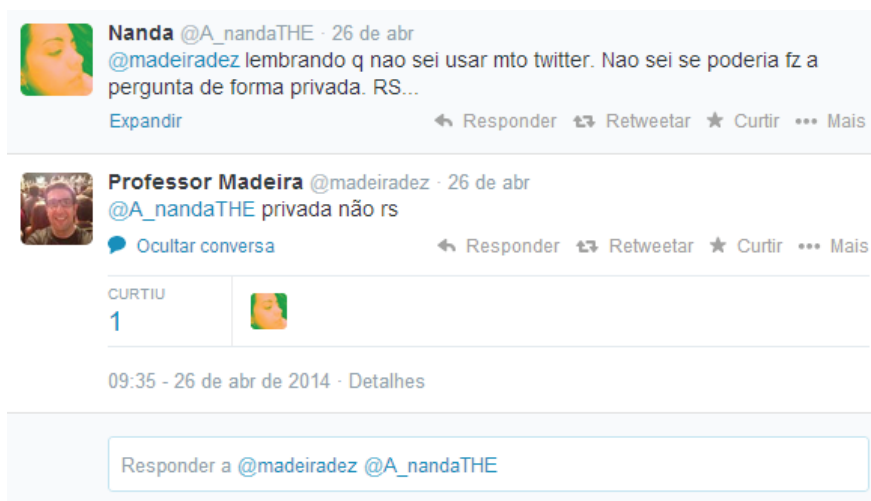 Nanda @A_nandaTHE · 26 de abr
@madeiradez lembrando q nao sei usar mto twitter. Nao sei se poderia fz a
pergunta de forma privada. RS...
Expandir Responder Retweetar Curtir ••• Mais
Professor Madeira @madeiradez · 26 de abr
@A_nandaTHE privada não rs
Ocultar conversa Responder Retweetar Curtir ••• Mais
CURTIU
1
09:35 - 26 de abr de 2014 · Detalhes
Responder a @madeiradez @A_nandaTHE